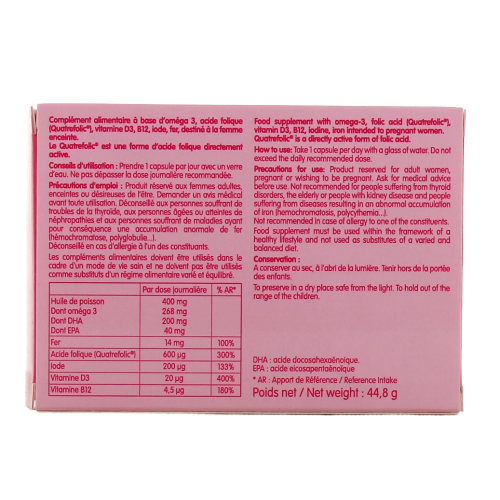 Complément alimentaire à base d'oméga 3, acide folique
(Quatrefolic®), vitamine D3, B12, iode, fer, destiné à la femme
enceinte.
Le Quatrefolic® est une forme d'acide folique directement
active.
Conseils d'utilisation : Prendre 1 capsule par jour avec un verre
d'eau. Ne pas dépasser la dose journalière recommandée.
Précautions d'emploi : Produit réservé aux femmes adultes,
enceintes ou désireuses de l'être. Demander un avis médical
avant toute utilisation. Déconseillé aux personnes souffrant de
troubles de la thyroïde, aux personnes âgées ou atteintes de
néphropathies et aux personnes souffrant de maladies ayant
pour conséquence une accumulation anormale de fer
(hémochromatose, polyglobulie...).
Déconseillé en cas d'allergie à l'un des constituants.
Les compléments alimentaires doivent être utilisés dans le
cadre d'un mode de vie sain et ne doivent pas être utilisés
comme substituts d'un régime alimentaire varié et équilibré.
Par dose journalière % AR*
Huile de poisson 400 mg
Dont oméga 3 268 mg
Dont DHA 200 mg
Dont EPA 40 mg
Fer 14 mg 100%
Acide folique (Quatrefolic®) 600 µg 300%
Iode 200 µg 133%
Vitamine D3 20 µg 400%
Vitamine B12 4,5 µg 180%
Food supplement with omega-3, folic acid (Quatrefolic®),
vitamin D3, B12, iodine, iron intended to pregnant women.
Quatrefolic® is a directly active form of folic acid.
How to use: Take 1 capsule per day with a glass of water. Do not
exceed the daily recommended dose.
Precautions for use: Product reserved for adult women,
pregnant or wishing to be pregnant. Ask for medical advice
before use. Not recommended for people suffering from thyroid
disorders, the elderly or people with kidney disease and people
suffering from diseases resulting in an abnormal accumulation
of iron (hemochromatosis, polycythemia...).
Not recommended in case of allergy to one of the constituents.
Food supplement must be used within the framework of a
healthy lifestyle and not used as substitutes of a varied and
balanced diet.
Conservation :
A conserver au sec, à l'abri de la lumière. Tenir hors de la portée
des enfants.
To preserve in a dry place safe from the light. To hold out of the
range of the children.
DHA : acide docosahexaénoique.
EPA : acide eicosapentaénoique
* AR : Apport de Référence / Reference Intake
Poids net / Net weight : 44,8 g